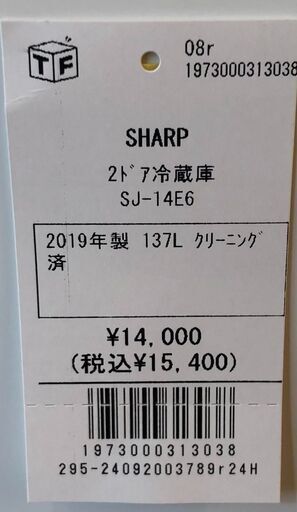 TF
08r
1973000313038
SHARP
2ﾄﾞｱ冷蔵庫
SJ-14E6
2019年製 137L ｸﾘｰﾆﾝｸﾞ
済
¥14,000
(税込¥15,400)
1973000313038
295-24092003789r24H